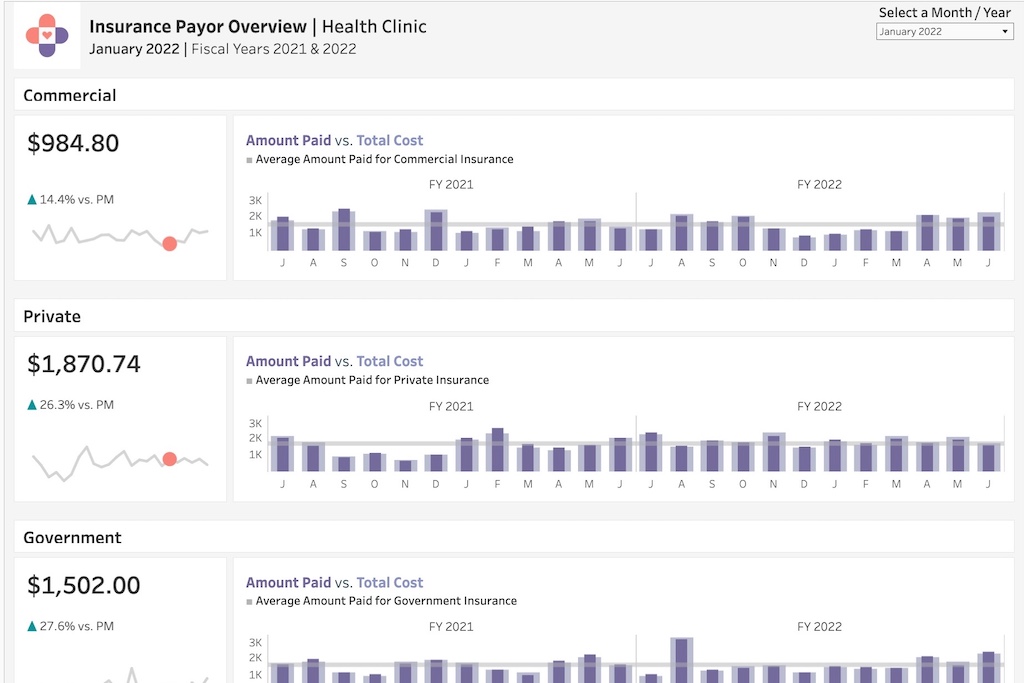 Insurance Payor Overview | Health Clinic
January 2022 | Fiscal Years 2021 & 2022
Select a Month / Year
January 2022
Commercial
$984.80
▲ 14.4% vs. PM
Amount Paid vs. Total Cost
Average Amount Paid for Commercial Insurance
FY 2021 FY 2022
3K
2K
1K
J A S O N D J F M A M J J A S O N D J F M A M J
Private
$1,870.74
▲ 26.3% vs. PM
Amount Paid vs. Total Cost
Average Amount Paid for Private Insurance
FY 2021 FY 2022
3K
2K
1K
J A S O N D J F M A M J J A S O N D J F M A M J
Government
$1,502.00
▲ 27.6% vs. PM
Amount Paid vs. Total Cost
Average Amount Paid for Government Insurance
FY 2021 FY 2022
3K
2K
1K